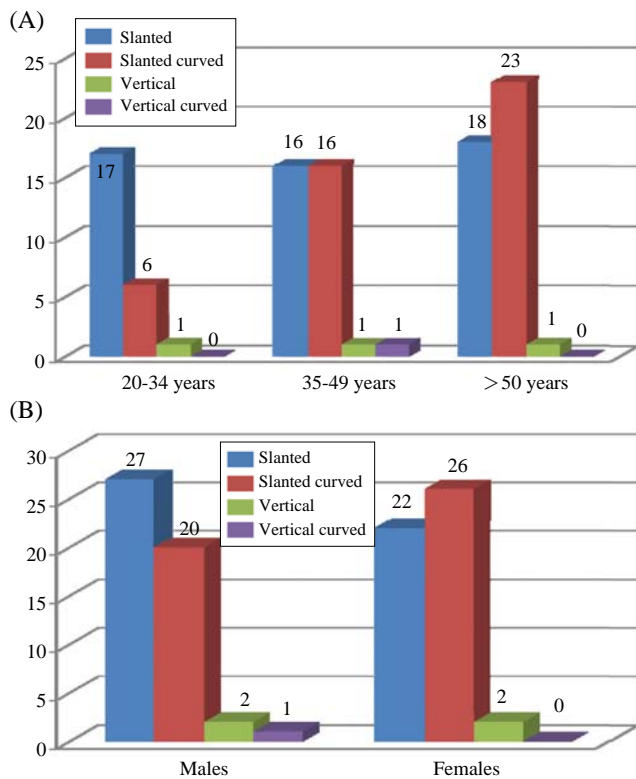 (A)
Slanted
Slanted curved
Vertical
Vertical curved
25
20
15
10
5
0
17
6
1
0
16
16
1
1
18
23
1
0
20-34 years
35-49 years
>50 years
(B)
Slanted
Slanted curved
Vertical
Vertical curved
30
25
20
15
10
5
0
27
20
2
1
22
26
2
0
Males
Females